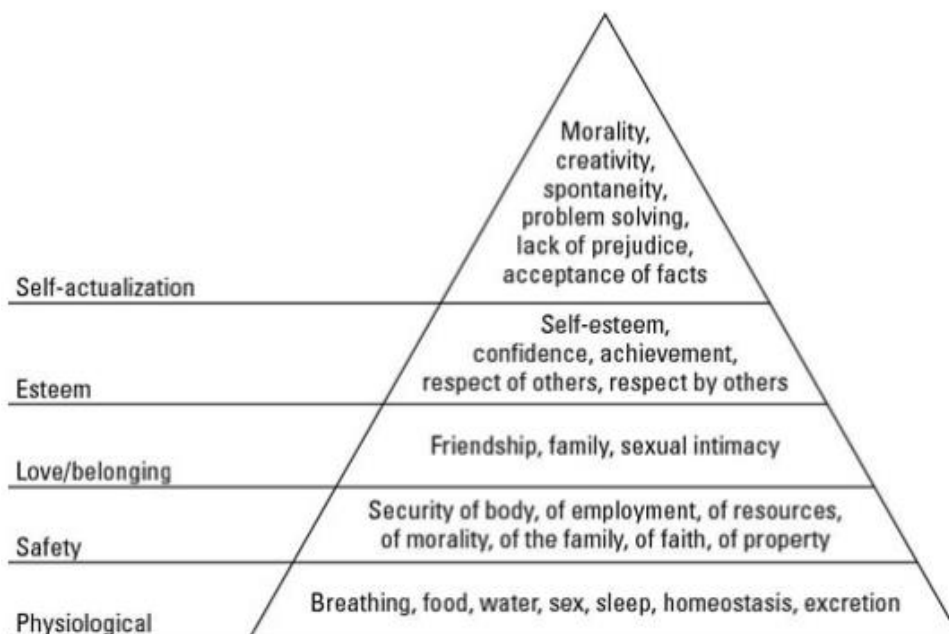 Morality,
creativity,
spontaneity,
problem solving,
lack of prejudice,
acceptance of facts
Self-actualization
Self-esteem,
confidence, achievement,
respect of others, respect by others
Esteem
Friendship, family, sexual intimacy
Love/belonging
Security of body, of employment, of resources,
of morality, of the family, of faith, of property
Safety
Breathing, food, water, sex, sleep, homeostasis, excretion
Physiological